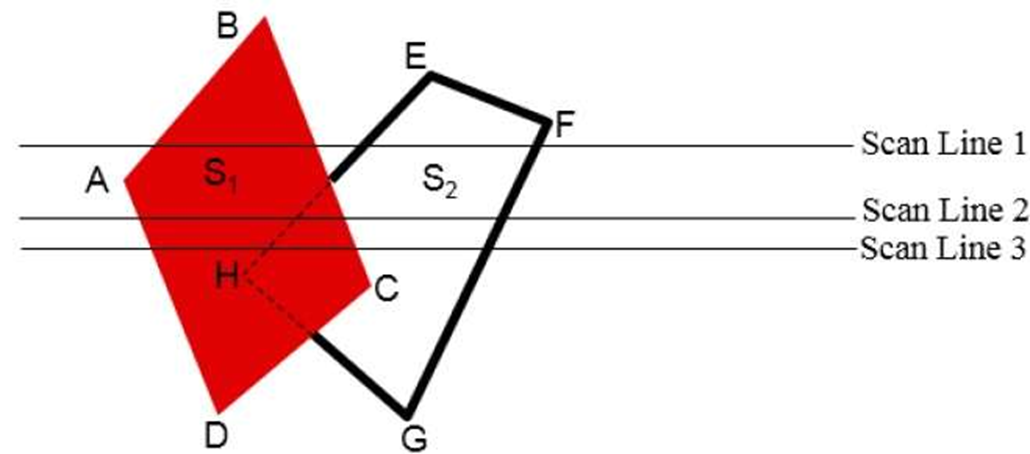 B
E
F
Scan Line 1
A
S₁
S₂
Scan Line 2
Scan Line 3
H
C
D
G